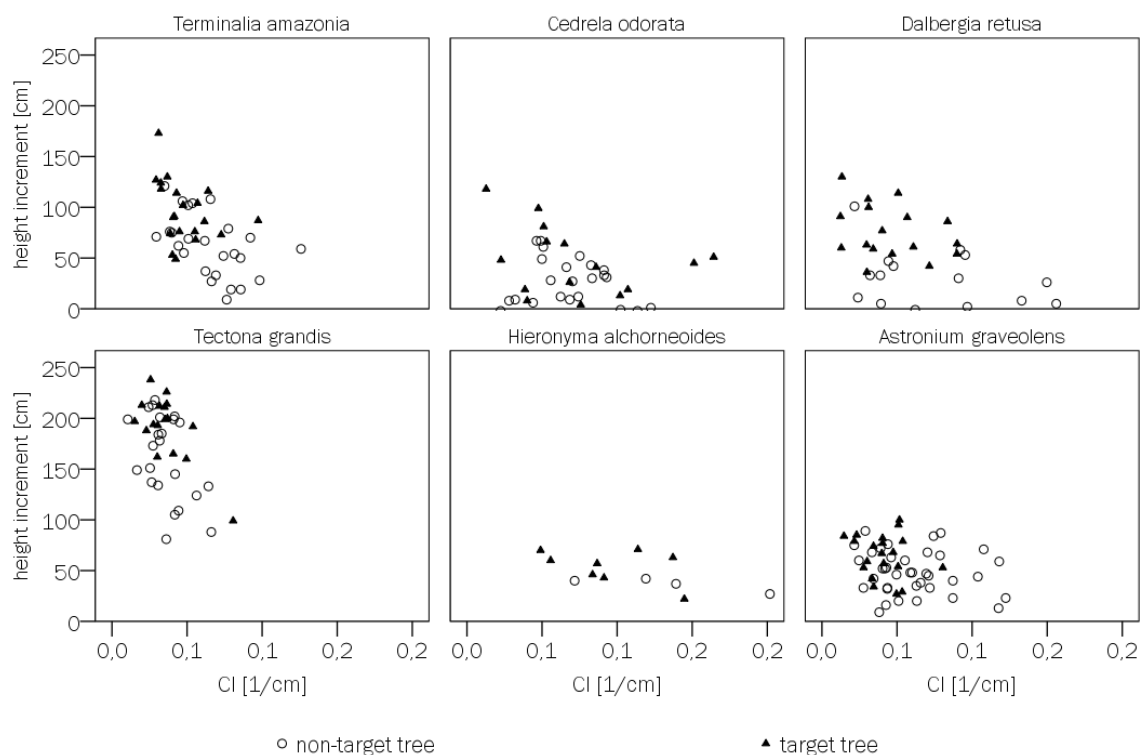 Terminalia amazonia Cedrela odorata Dalbergia retusa
250
200
150
100
50
0
height increment [cm]
Tectona grandis Hieronyma alchorneoides Astronium graveolens
250
200
150
100
50
0
height increment [cm]
0,0 0,1 0,1 0,2 0,2 0,0 0,1 0,1 0,2 0,2 0,0 0,1 0,1 0,2 0,2
CI [1/cm] CI [1/cm] CI [1/cm]
non-target tree target tree